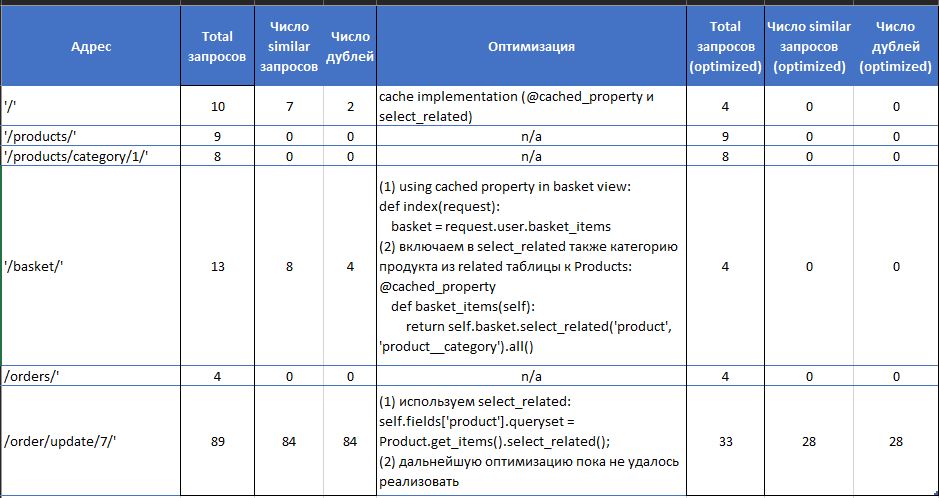 Адрес
Total запросов
Число similar запросов
Число дублей
Оптимизация
Total запросов (optimized)
Число similar запросов (optimized)
Число дублей (optimized)
'/'
10
7
2
cache implementation (@cached_property и
select_related)
4
0
0
'/products/'
9
0
0
n/a
9
0
0
'/products/category/1/'
8
0
0
n/a
8
0
0
'/basket/'
13
8
4
(1) using cached property in basket view:
def index(request):
basket = request.user.basket_items
(2) включаем в select_related также категорию
продукта из related таблицы к Products:
@cached_property
def basket_items(self):
return self.basket.select_related('product',
'product__category').all()
4
0
0
/orders/'
4
0
0
n/a
4
0
0
/order/update/7/'
89
84
84
(1) используем select_related:
self.fields['product'].queryset =
Product.get_items().select_related();
(2) дальнейшую оптимизацию пока не удалось
реализовать
33
28
28